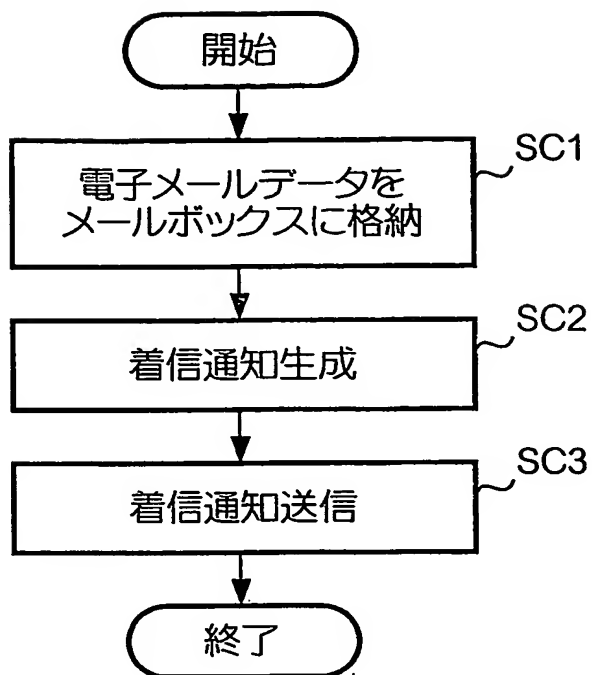 開始
SC1
電子メールデータを
メールボックスに格納
SC2
着信通知生成
SC3
着信通知送信
終了